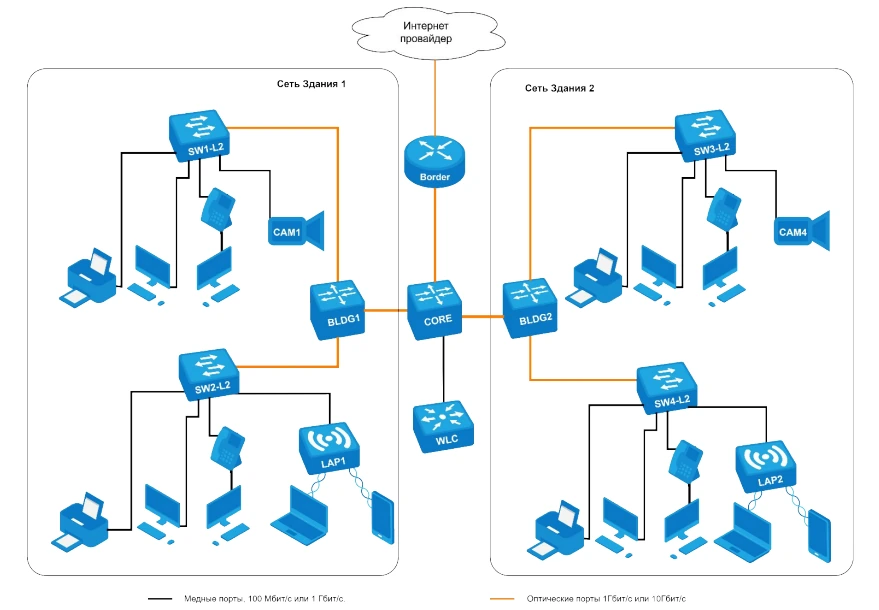 Интернет
провайдер
Сеть Здания 1
Сеть Здания 2
SW1-L2
Border
SW3-L2
CAM1
CAM4
BLDG1
CORE
BLDG2
SW2-L2
SW4-L2
WLC
LAP1
LAP2
Медные порты, 100 Мбит/с или 1 Гбит/с.
Оптические порты 1Гбит/с или 10Гбит/с